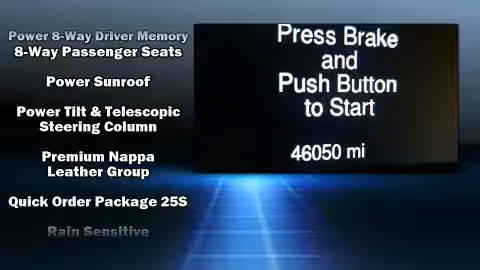 Power 8-Way Driver Memory
8-Way Passenger Seats
Power Sunroof
Power Tilt & Telescopic
Steering Column
Premium Nappa
Leather Group
Quick Order Package 25S
Rain Sensitive
Press Brake
and
Push Button
to Start
46050 mi